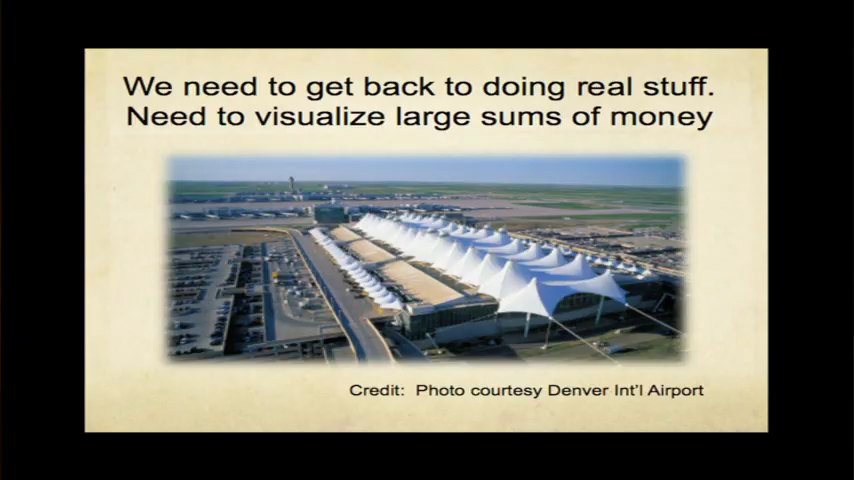 We need to get back to doing real stuff.
Need to visualize large sums of money
Credit: Photo courtesy Denver Int'l Airport